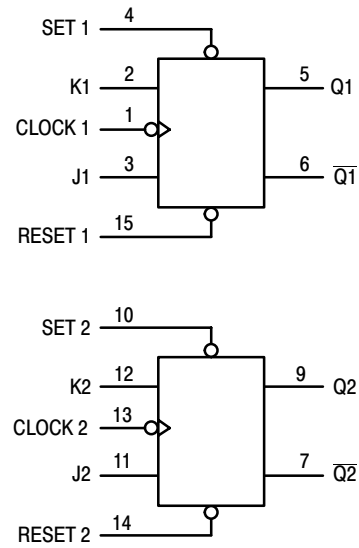 SET 1 4
K1 2 5 Q1
CLOCK 1 1
J1 3 6 Q1̅
RESET 1 15
SET 2 10
K2 12 9 Q2
CLOCK 2 13
J2 11 7 Q2̅
RESET 2 14